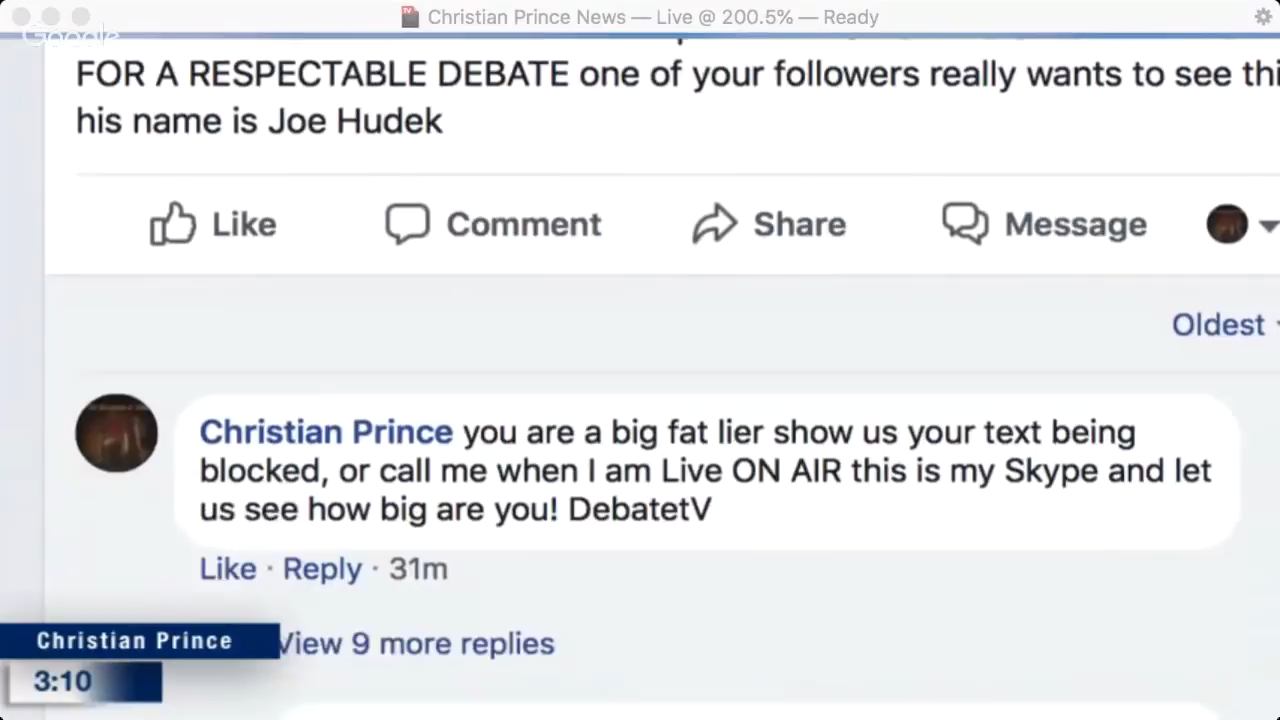 Christian Prince News — Live @ 200.5% — Ready
Google
FOR A RESPECTABLE DEBATE one of your followers really wants to see thi
his name is Joe Hudek
Like Comment Share Message
Oldest
Christian Prince you are a big fat lier show us your text being
blocked, or call me when I am Live ON AIR this is my Skype and let
us see how big are you! DebatetV
Like · Reply · 31m
View 9 more replies
Christian Prince
3:10